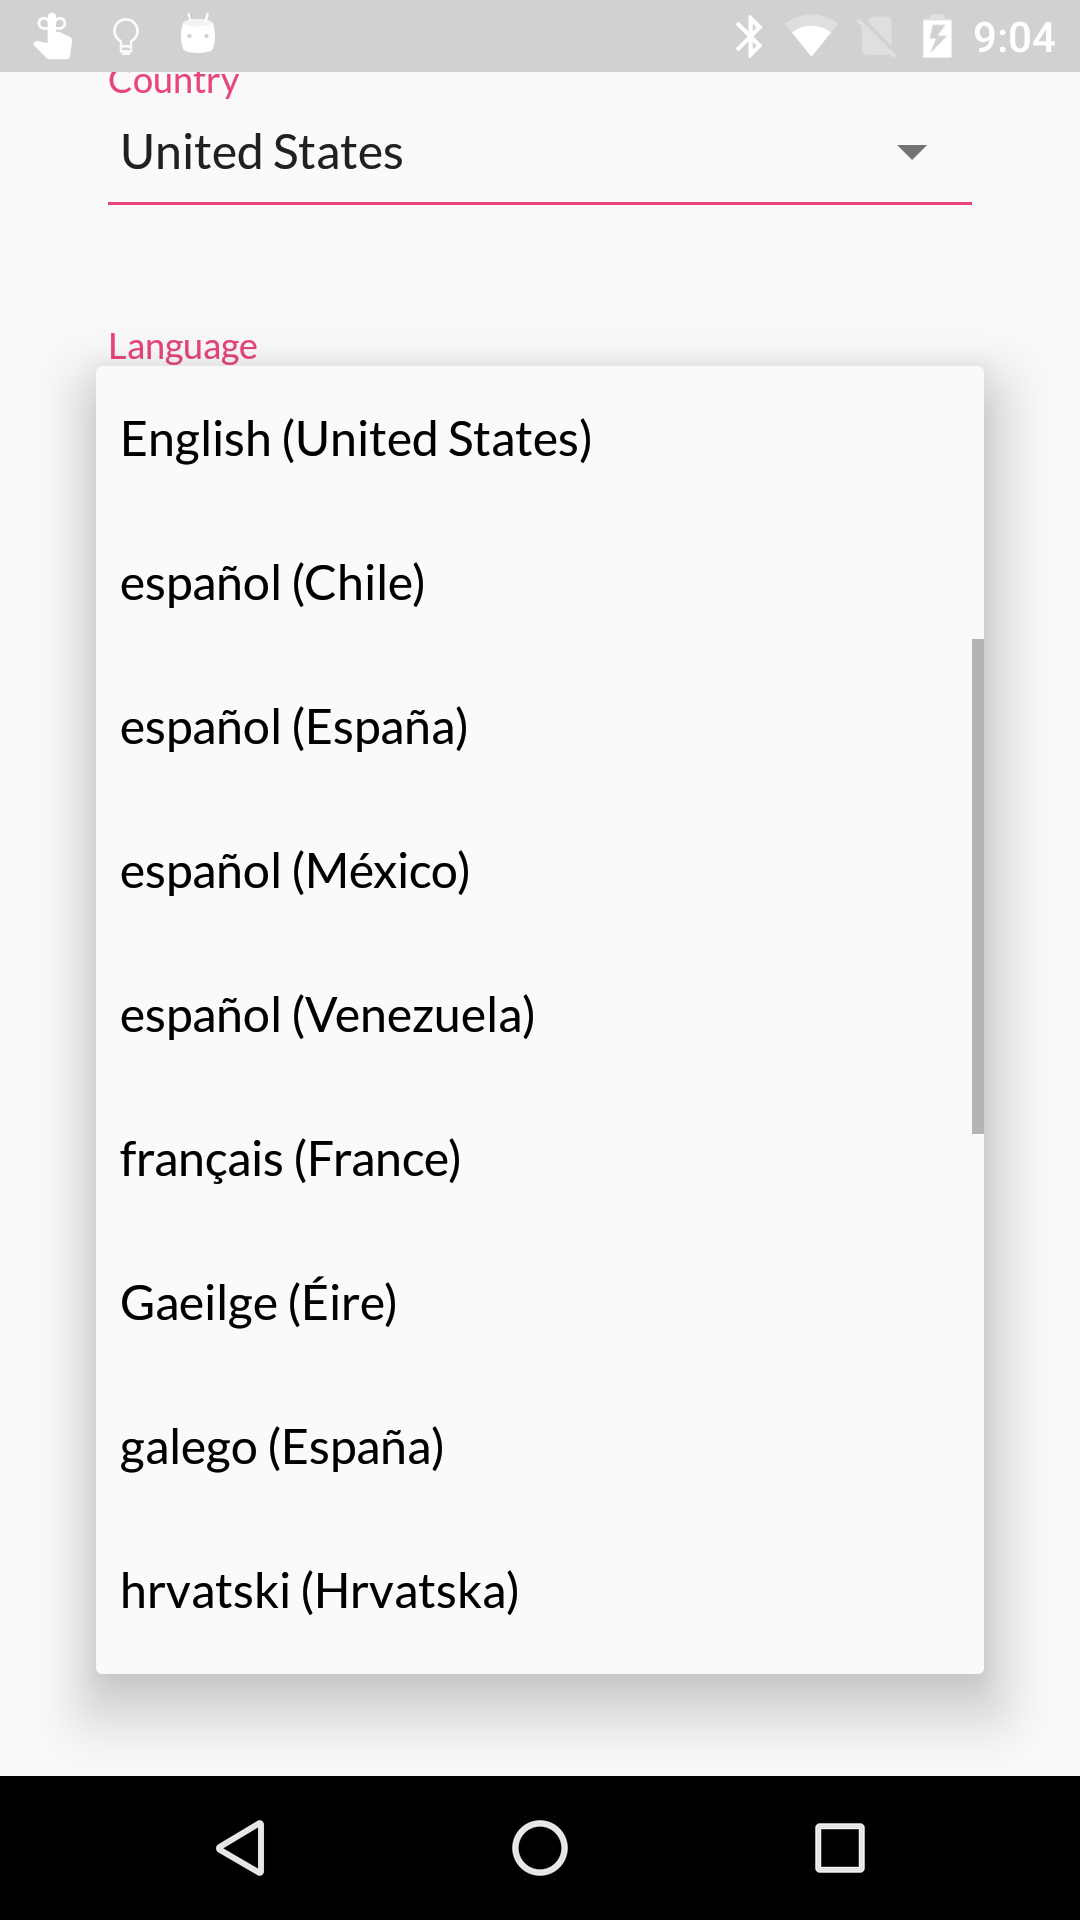 9:04
Country
United States
Language
English (United States)
español (Chile)
español (España)
español (México)
español (Venezuela)
français (France)
Gaeilge (Éire)
galego (España)
hrvatski (Hrvatska)